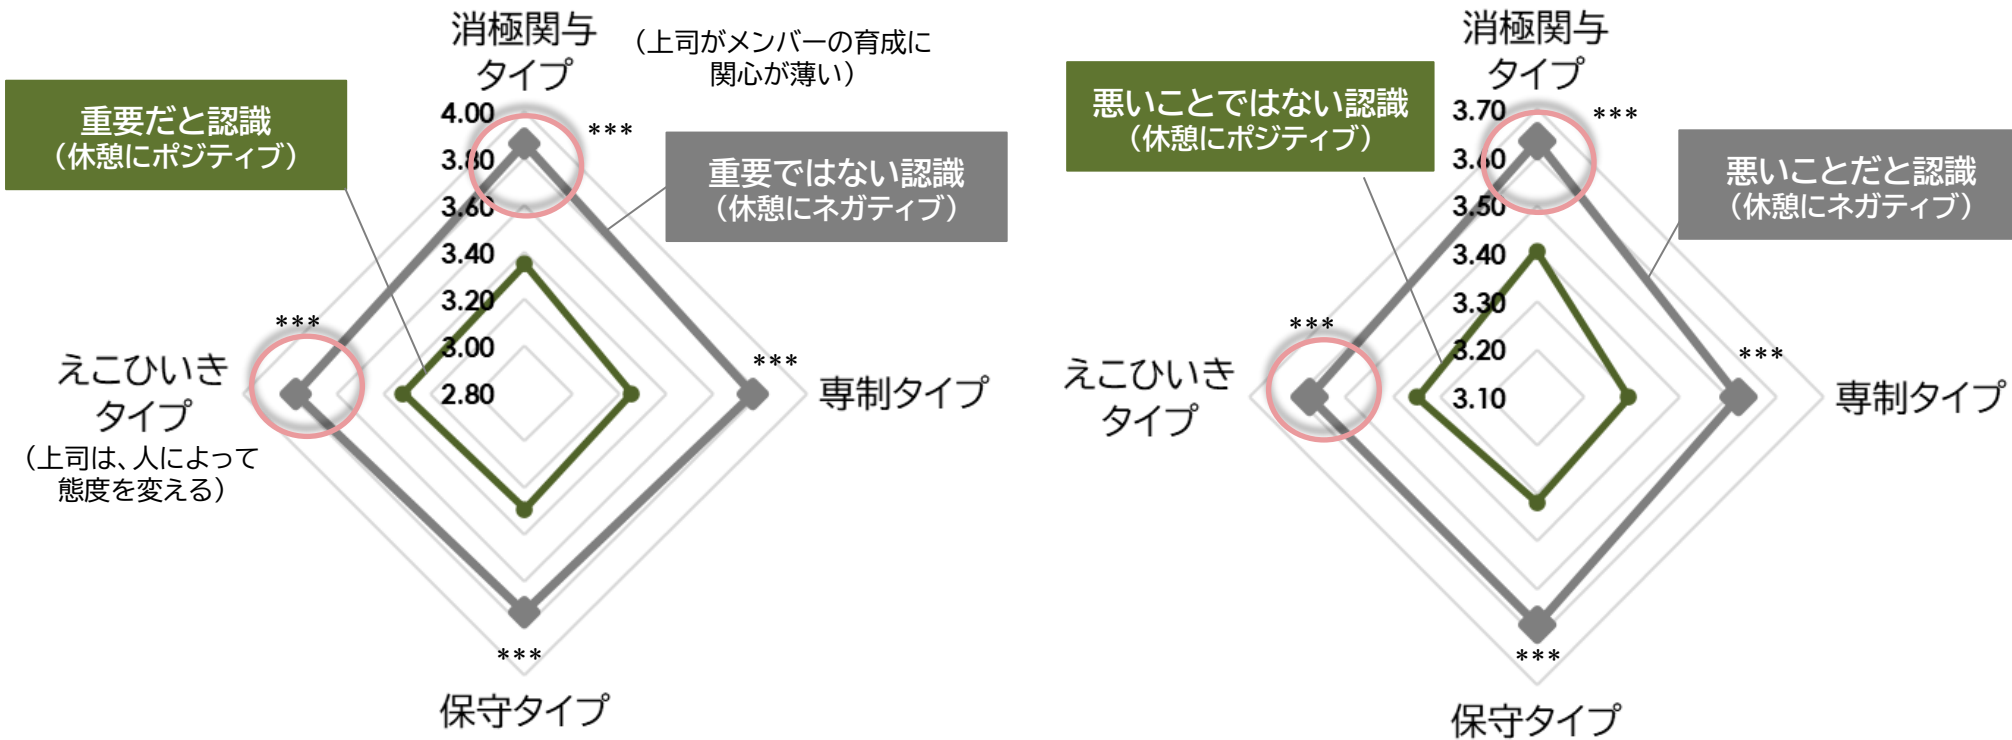 消極関与
タイプ
（上司がメンバーの育成に
関心が薄い）
重要だと認識
（休憩にポジティブ）
重要ではない認識
（休憩にネガティブ）
4.00
3.80
3.60
3.40
3.20
3.00
2.80
***
***
***
***
えこひいき
タイプ
（上司は、人によって
態度を変える）
専制タイプ
保守タイプ
消極関与
タイプ
悪いことではない認識
（休憩にポジティブ）
悪いことだと認識
（休憩にネガティブ）
3.70
3.60
3.50
3.40
3.30
3.20
3.10
***
***
***
***
えこひいき
タイプ
専制タイプ
保守タイプ